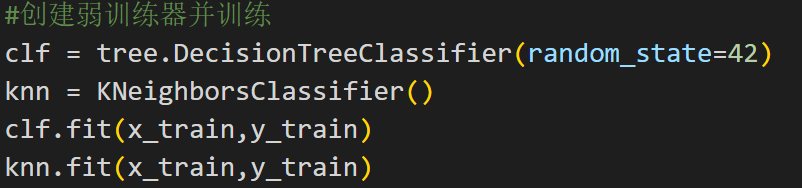 #创建弱训练器并训练
clf = tree.DecisionTreeClassifier(random_state=42)
knn = KNeighborsClassifier()
clf.fit(x_train,y_train)
knn.fit(x_train,y_train)